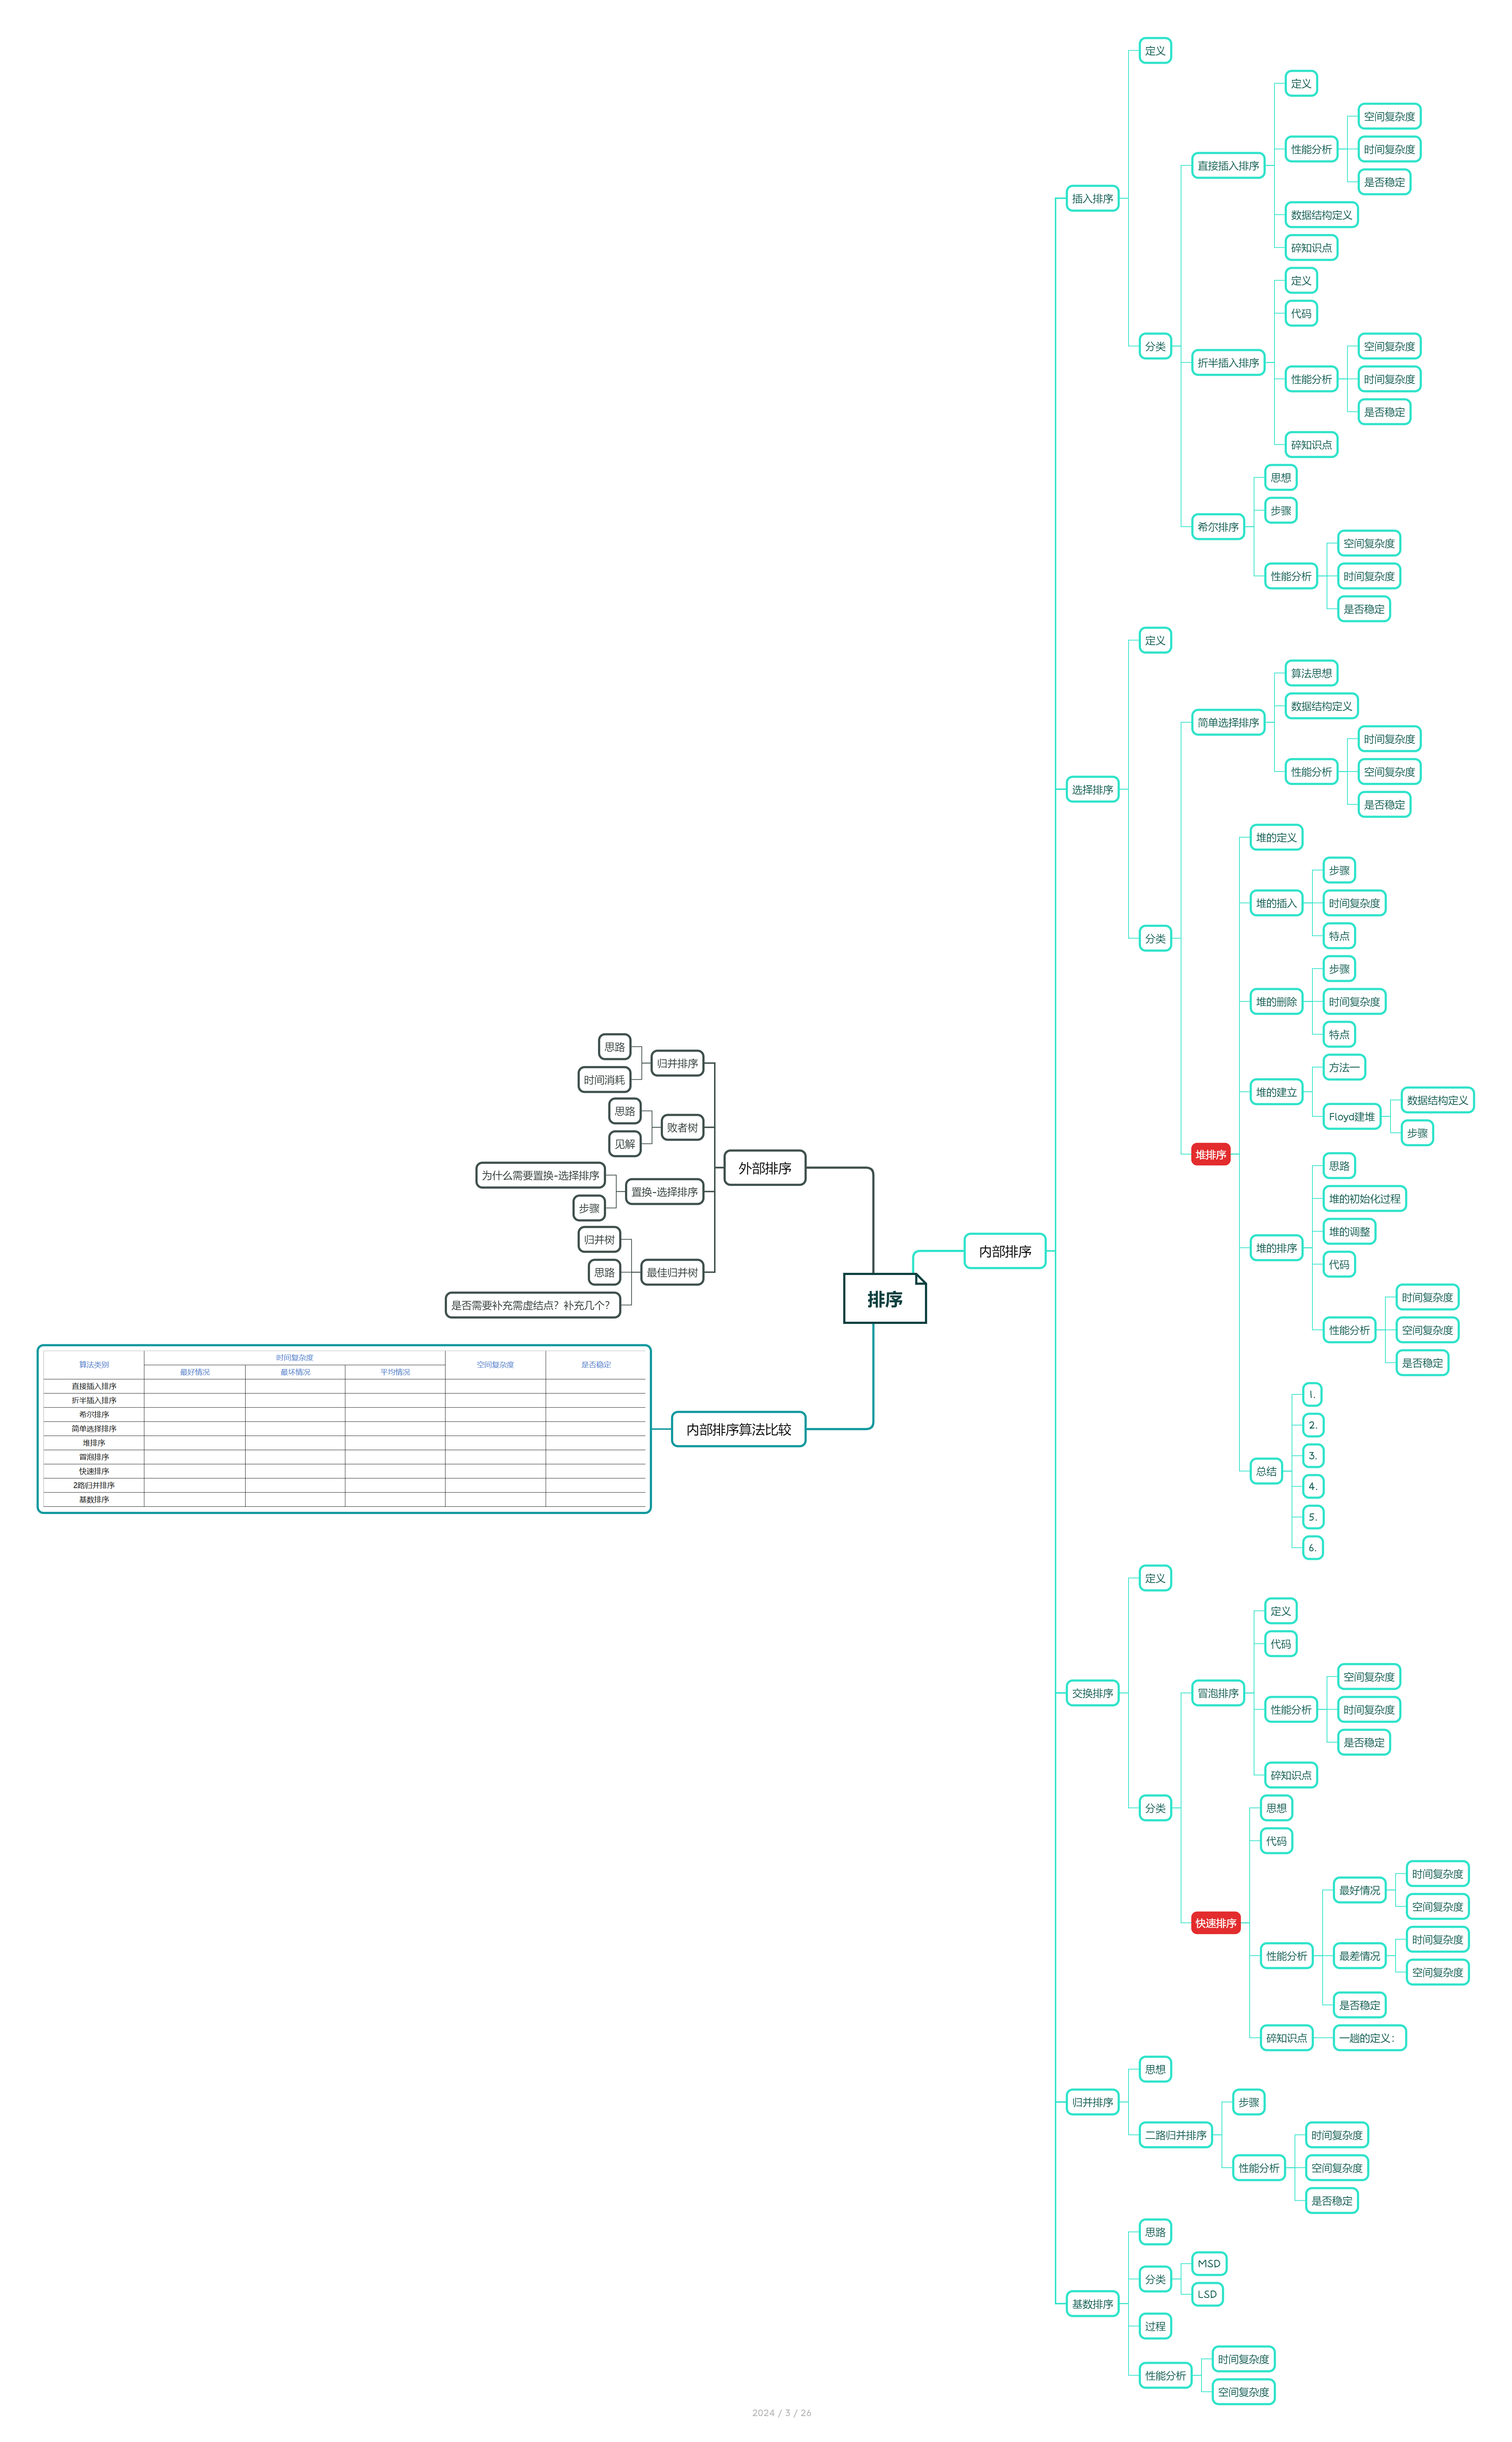 排序
内部排序
插入排序
定义
分类
直接插入排序
定义
性能分析
空间复杂度
时间复杂度
是否稳定
数据结构定义
碎知识点
折半插入排序
定义
代码
性能分析
空间复杂度
时间复杂度
是否稳定
碎知识点
希尔排序
思想
步骤
性能分析
空间复杂度
时间复杂度
是否稳定
选择排序
定义
分类
简单选择排序
算法思想
数据结构定义
性能分析
时间复杂度
空间复杂度
是否稳定
堆排序
堆的定义
堆的插入
步骤
时间复杂度
特点
堆的删除
步骤
时间复杂度
特点
堆的建立
方法一
Floyd建堆
数据结构定义
步骤
堆的排序
思路
堆的初始化过程
堆的调整
代码
性能分析
时间复杂度
空间复杂度
是否稳定
总结
1.
2.
3.
4.
5.
6.
交换排序
定义
分类
冒泡排序
定义
代码
性能分析
空间复杂度
时间复杂度
是否稳定
碎知识点
快速排序
思想
代码
性能分析
最好情况
时间复杂度
空间复杂度
最差情况
时间复杂度
空间复杂度
是否稳定
碎知识点
一趟的定义：
归并排序
思想
二路归并排序
步骤
性能分析
时间复杂度
空间复杂度
是否稳定
基数排序
思路
分类
MSD
LSD
过程
性能分析
时间复杂度
空间复杂度
外部排序
归并排序
思路
时间消耗
败者树
思路
见解
置换-选择排序
为什么需要置换-选择排序
步骤
最佳归并树
归并树
思路
是否需要补充需虚结点？补充几个？
内部排序算法比较
算法类别 时间复杂度 空间复杂度 是否稳定
最好情况 最坏情况 平均情况
直接插入排序
折半插入排序
希尔排序
简单选择排序
堆排序
冒泡排序
快速排序
2路归并排序
基数排序
2024 / 3 / 26